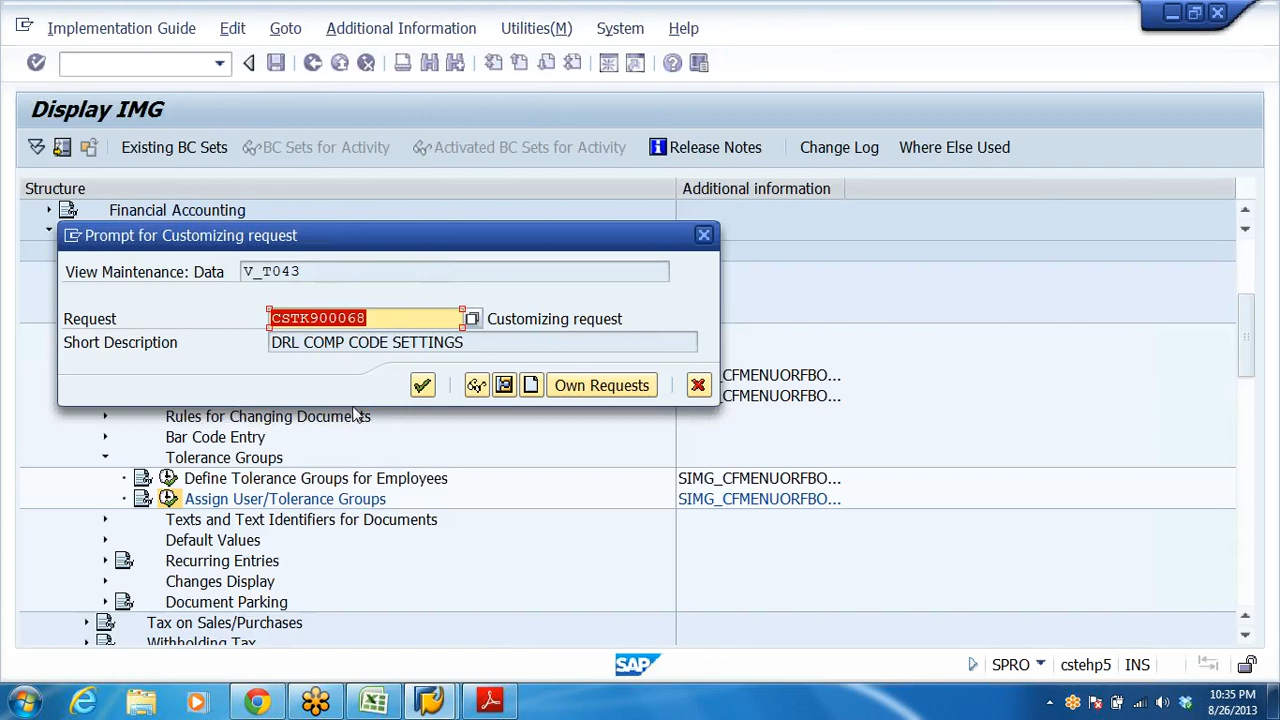 Implementation Guide Edit Goto Additional Information Utilities(M) System Help
Display IMG
Existing BC Sets BC Sets for Activity Activated BC Sets for Activity Release Notes Change Log Where Else Used
Structure Additional information
Financial Accounting
Prompt for Customizing request
View Maintenance: Data V_T043
Request CSTK900068 Customizing request
Short Description DRL COMP CODE SETTINGS
_CFMENUORFBO...
Own Requests
_CFMENUORFBO...
Rules for Changing Documents
Bar Code Entry
Tolerance Groups
Define Tolerance Groups for Employees SIMG_CFMENUORFBO...
Assign User/Tolerance Groups SIMG_CFMENUORFBO...
Texts and Text Identifiers for Documents
Default Values
Recurring Entries
Changes Display
Document Parking
Tax on Sales/Purchases
Withholding Tax
SAP SPRO cstehp5 INS
10:35 PM
8/26/2013